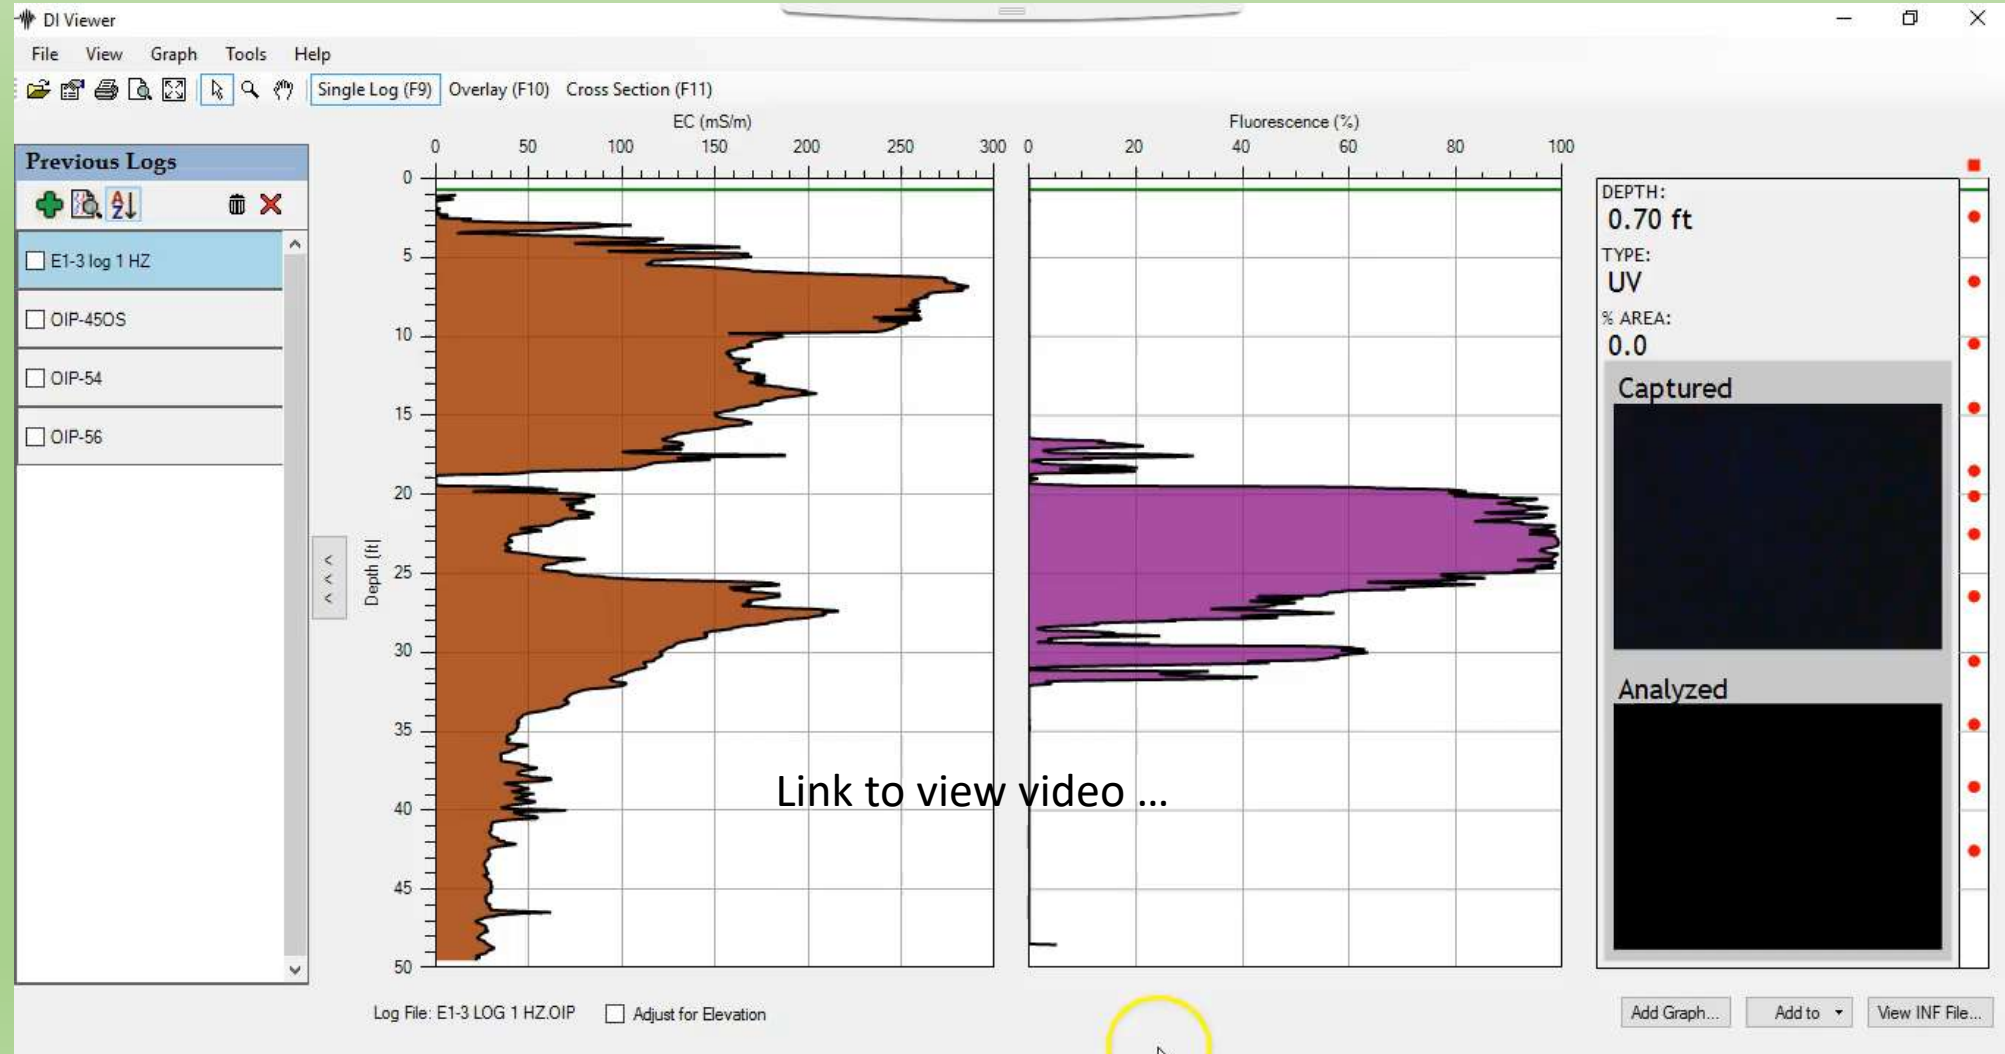 DI Viewer
File View Graph Tools Help
Single Log (F9) Overlay (F10) Cross Section (F11)
Previous Logs
E1-3 log 1 HZ
OIP-45OS
OIP-54
OIP-56
<
<
<
EC (mS/m)
0 50 100 150 200 250 300
Depth (ft)
0
5
10
15
20
25
30
35
40
45
50
Fluorescence (%)
0 20 40 60 80 100
Link to view video ...
DEPTH:
0.70 ft
TYPE:
UV
% AREA:
0.0
Captured
Analyzed
Log File: E1-3 LOG 1 HZ.OIP Adjust for Elevation
Add Graph... Add to View INF File...